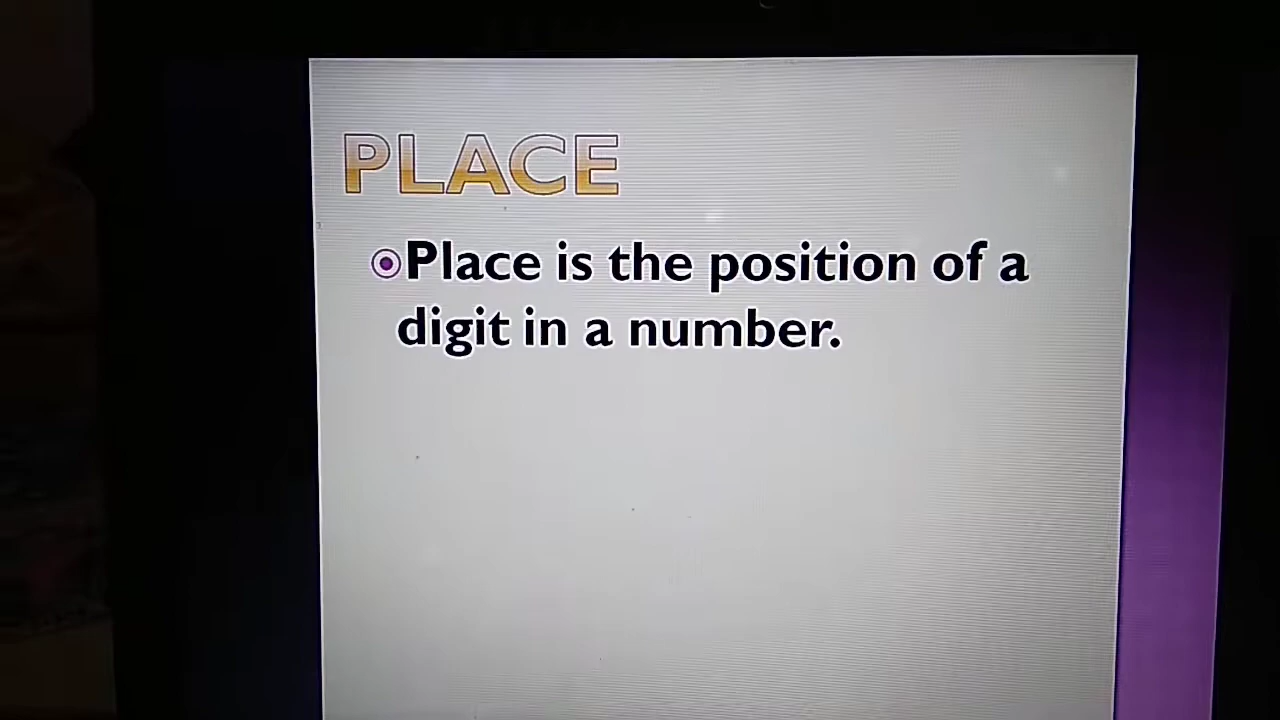 PLACE
Place is the position of a
digit in a number.